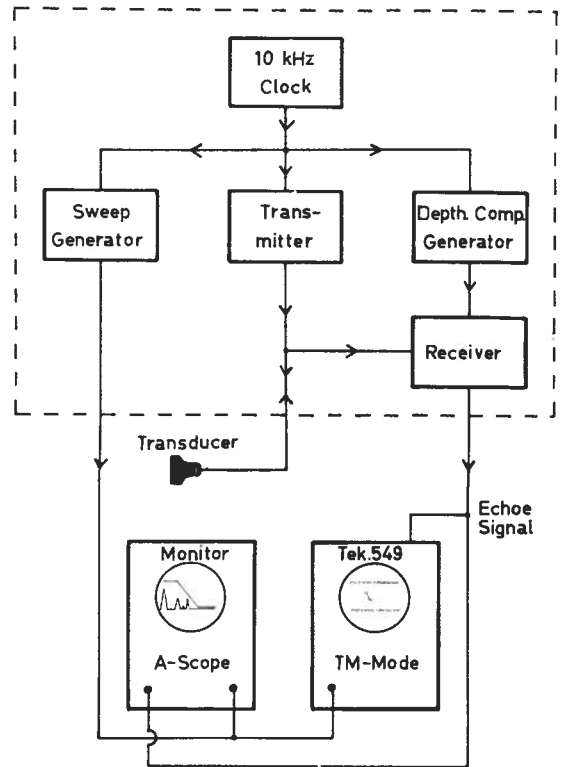 10 kHz
Clock
Sweep
Generator
Trans-
mitter
Depth. Comp.
Generator
Receiver
Transducer
Echoe
Signal
Monitor
A-Scope
Tek.549
TM-Mode